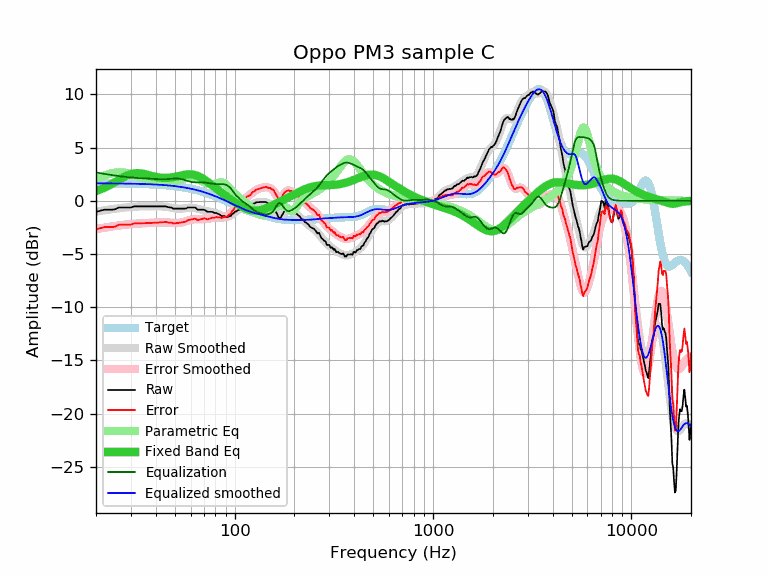 Oppo PM3 sample C
10
5
0
−5
−10
−15
−20
−25
Amplitude (dBr)
Target
Raw Smoothed
Error Smoothed
Raw
Error
Parametric Eq
Fixed Band Eq
Equalization
Equalized smoothed
100
1000
10000
Frequency (Hz)